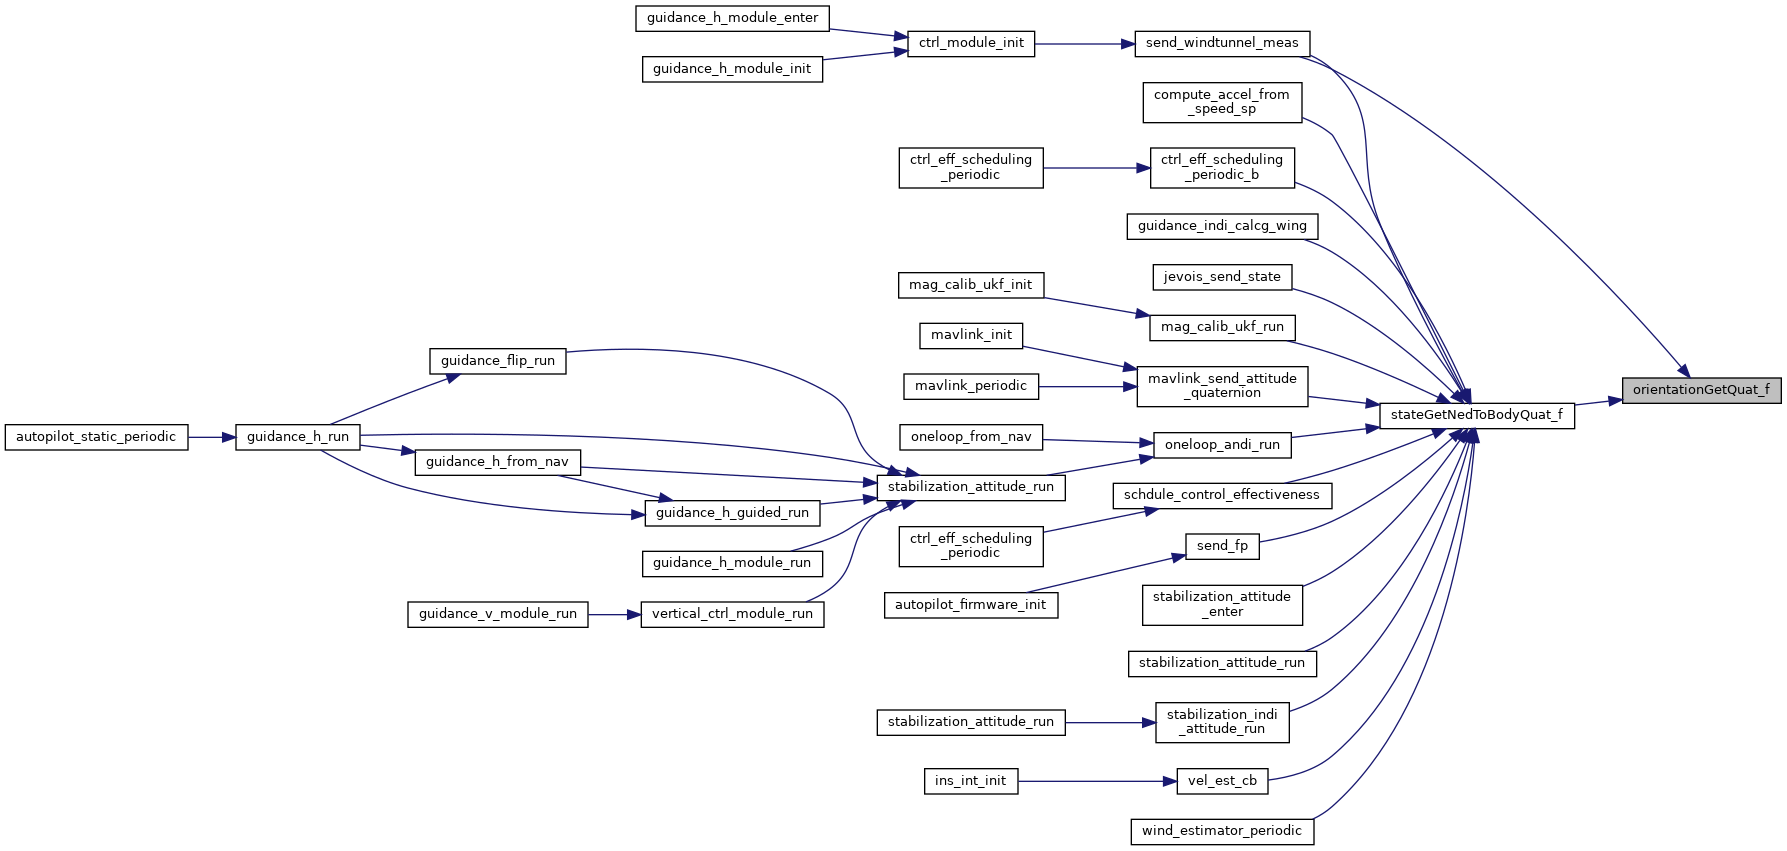 guidance_h_module_enter
guidance_h_module_init
ctrl_module_init
send_windtunnel_meas
compute_accel_from
_speed_sp
ctrl_eff_scheduling
_periodic
ctrl_eff_scheduling
_periodic_b
guidance_indi_calcg_wing
jevois_send_state
mag_calib_ukf_init
mag_calib_ukf_run
mavlink_init
mavlink_periodic
mavlink_send_attitude
_quaternion
orientationGetQuat_f
stateGetNedToBodyQuat_f
guidance_flip_run
autopilot_static_periodic
guidance_h_run
guidance_h_from_nav
oneloop_from_nav
oneloop_andi_run
stabilization_attitude_run
guidance_h_guided_run
schdule_control_effectiveness
ctrl_eff_scheduling
_periodic
send_fp
guidance_h_module_run
autopilot_firmware_init
stabilization_attitude
_enter
guidance_v_module_run
vertical_ctrl_module_run
stabilization_attitude_run
stabilization_attitude_run
stabilization_indi
_attitude_run
ins_int_init
vel_est_cb
wind_estimator_periodic